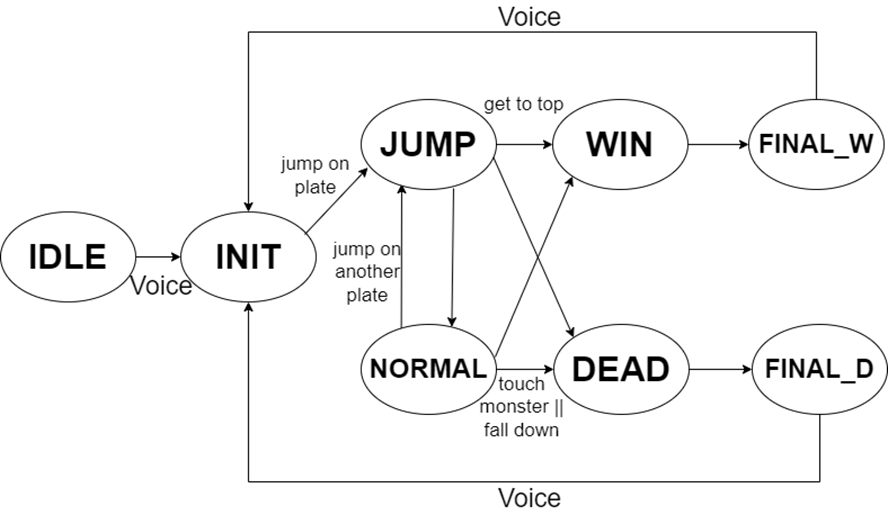 Voice
get to top
JUMP
WIN
FINAL_W
jump on
plate
IDLE
INIT
Voice
jump on
another
plate
NORMAL
DEAD
FINAL_D
touch
monster ||
fall down
Voice